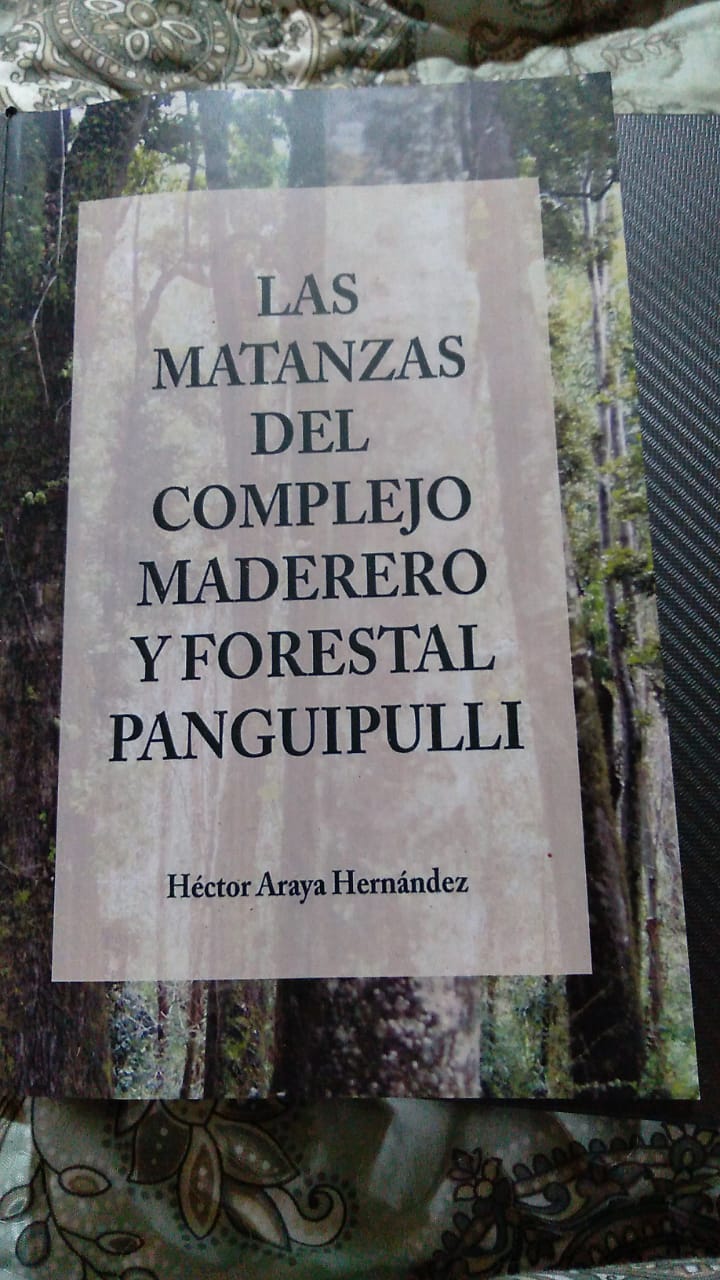 LAS
MATANZAS
DEL
COMPLEJO
MADERERO
Y FORESTAL
PANGUIPULLI
Héctor Araya Hernández